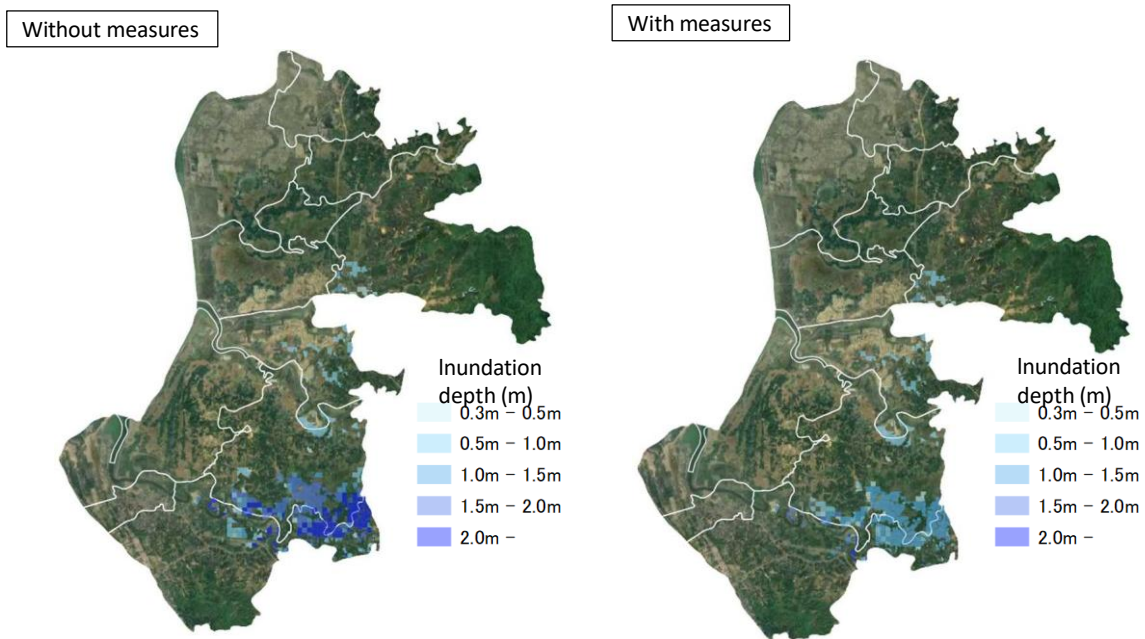 Without measures
With measures
Inundation
depth (m)
0.3m − 0.5m
0.5m − 1.0m
1.0m − 1.5m
1.5m − 2.0m
2.0m −
Inundation
depth (m)
0.3m − 0.5m
0.5m − 1.0m
1.0m − 1.5m
1.5m − 2.0m
2.0m −